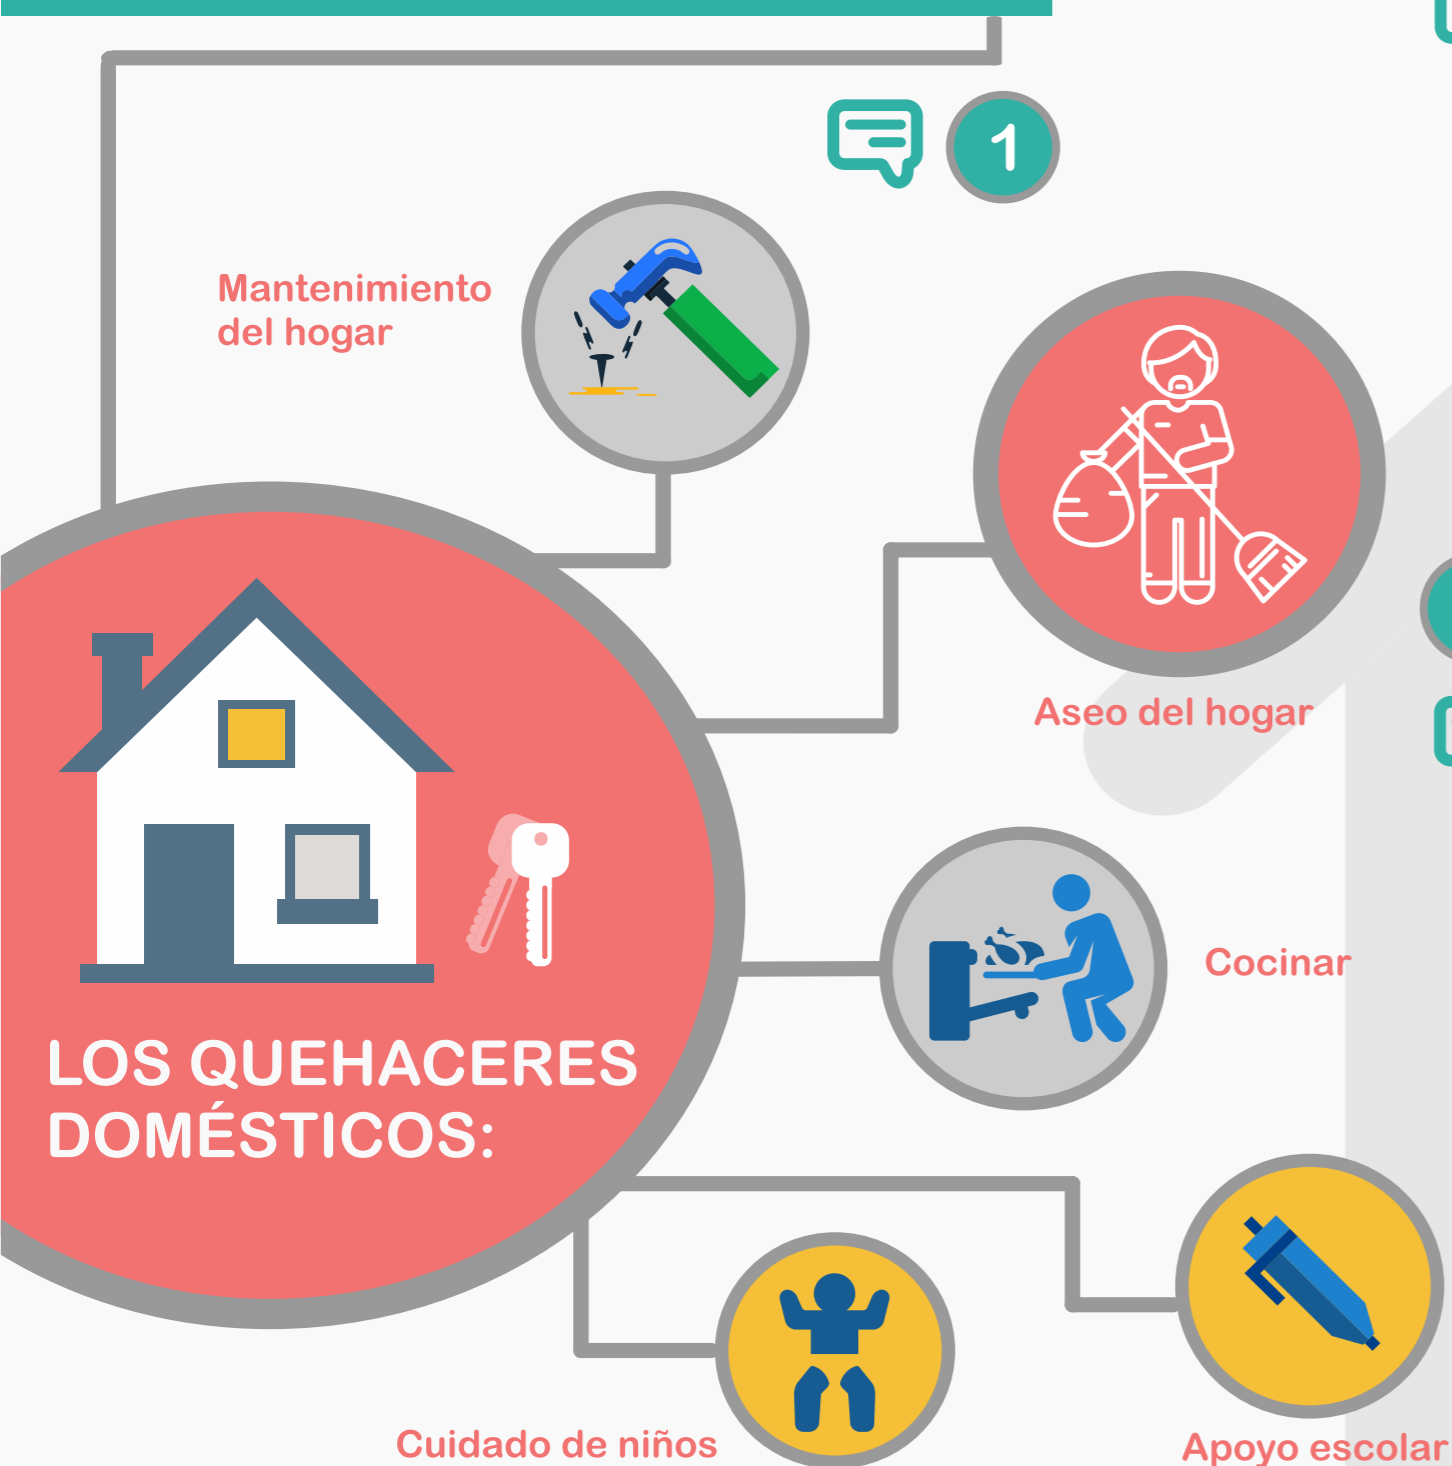 1
Mantenimiento
del hogar
Aseo del hogar
Cocinar
LOS QUEHACERES
DOMÉSTICOS:
Cuidado de niños
Apoyo escolar